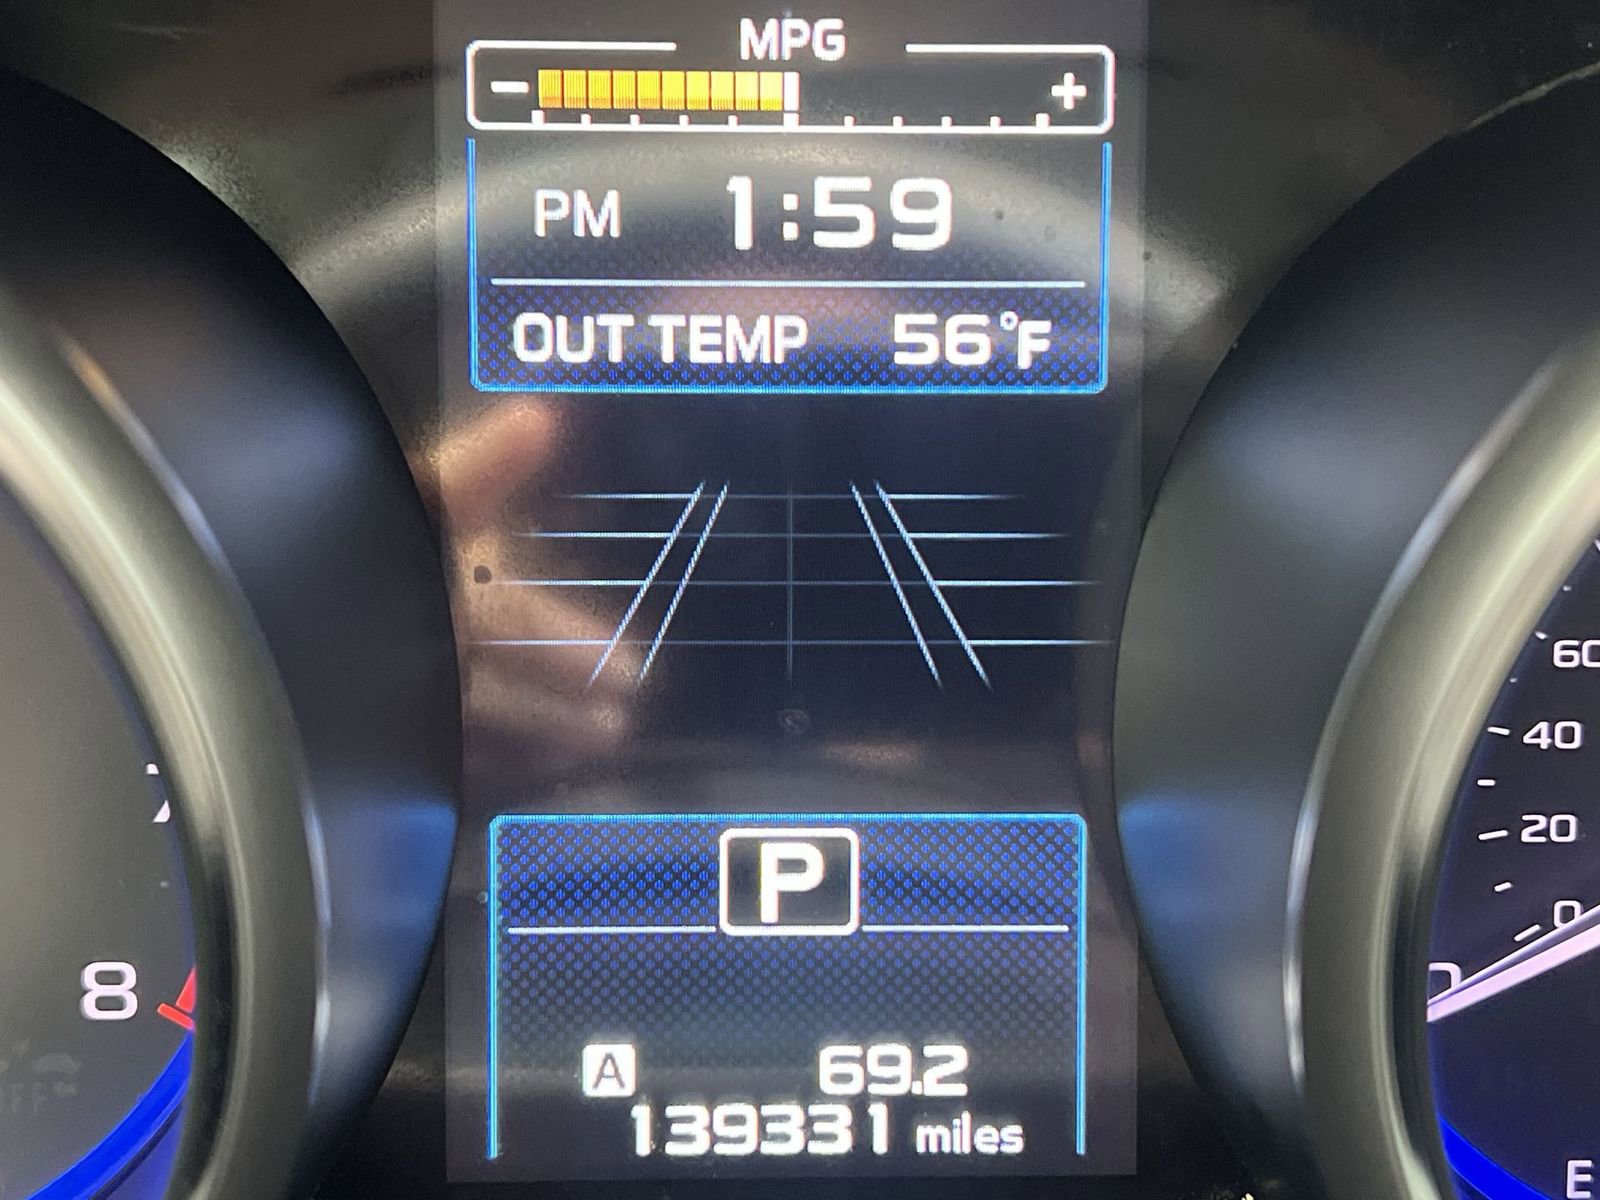 MPG
- +
PM 1:59
OUT TEMP 56°F
60
40
20
0
P
8
A 69.2
139331 miles
E